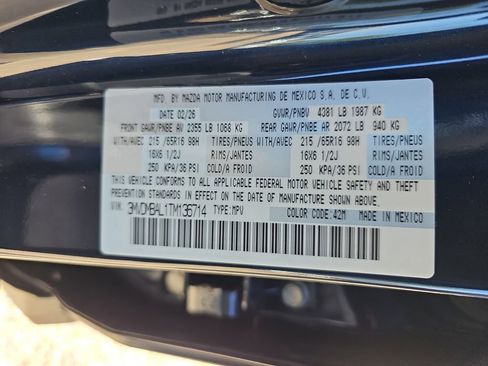 MFD. BY MAZDA MOTOR MANUFACTURING DE MEXICO S.A. DE C.V.
DATE 02/26 GVWR/PNBV 4381 LB 1987 KG
FRONT GAWR/PNBE AV 2355 LB 1068 KG REAR GAWR/PNBE AR 2072 LB 940 KG
WITH/AVEC 215/65R16 98H TIRES/PNEUS WITH/AVEC 215/65R16 98H TIRES/PNEUS
16X6 1/2J RIMS/JANTES 16X6 1/2J RIMS/JANTES
250 KPA/36 PSI 250 KPA/36 PSI
THIS VEHICLE CONFORMS TO ALL APPLICABLE FEDERAL MOTOR VEHICLE SAFETY AND THEFT
PREVENTION STANDARDS IN EFFECT ON THE DATE OF MANUFACTURE SHOWN ABOVE.
VIN: 3MVDMBAL1TM136714 TYPE:MPV COLOR CODE:42M MADE IN MEXICO